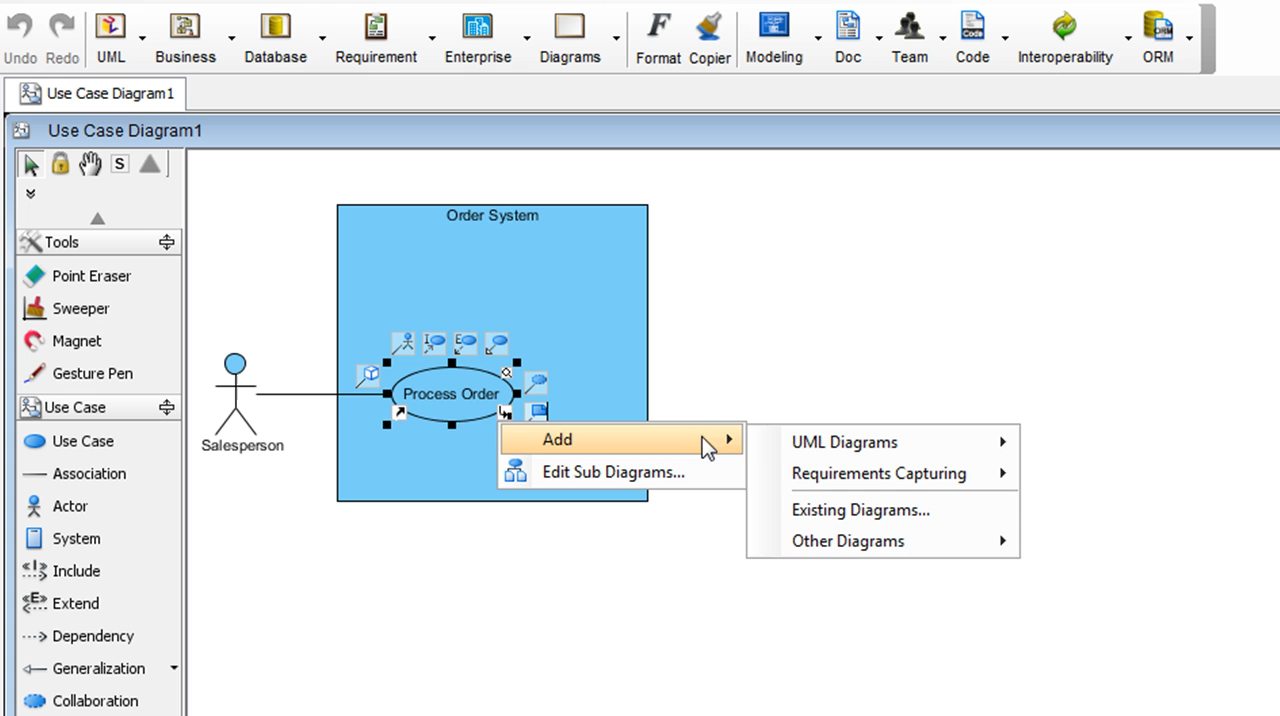 Undo Redo UML Business Database Requirement Enterprise Diagrams Format Copier Modeling Doc Team Code Interoperability ORM
Use Case Diagram1
Use Case Diagram1
S
Tools
Point Eraser
Sweeper
Magnet
Gesture Pen
Use Case
Use Case
Association
Actor
System
Include
Extend
Dependency
Generalization
Collaboration
Order System
I E
Process Order
Salesperson
Add
Edit Sub Diagrams...
UML Diagrams
Requirements Capturing
Existing Diagrams...
Other Diagrams